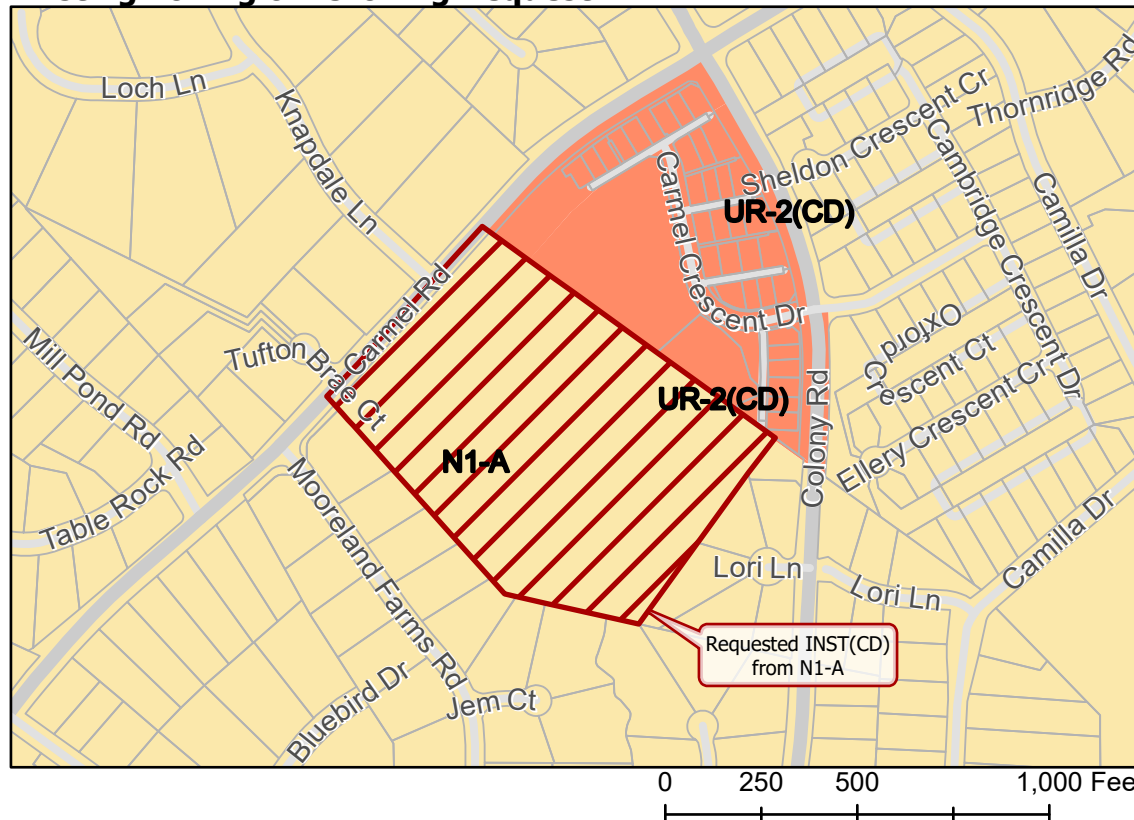 Loch Ln
Knapdale Ln
Carmel Rd
Tufton Brae Ct
Mill Pond Rd
Table Rock Rd
Mooreland Farms Rd
Bluebird Dr
Jem Ct
N1-A
UR-2(CD)
UR-2(CD)
Carmel Crescent Dr
Sheldon Crescent Cr
Thornridge Rd
Cambridge Crescent Dr
Camilla Dr
Oxford
Crescent Ct
Cre
Ellery Crescent Cr
Colony Rd
Lori Ln
Lori Ln
Camilla Dr
Requested INST(CD)
from N1-A
0 250 500 1,000 Fee